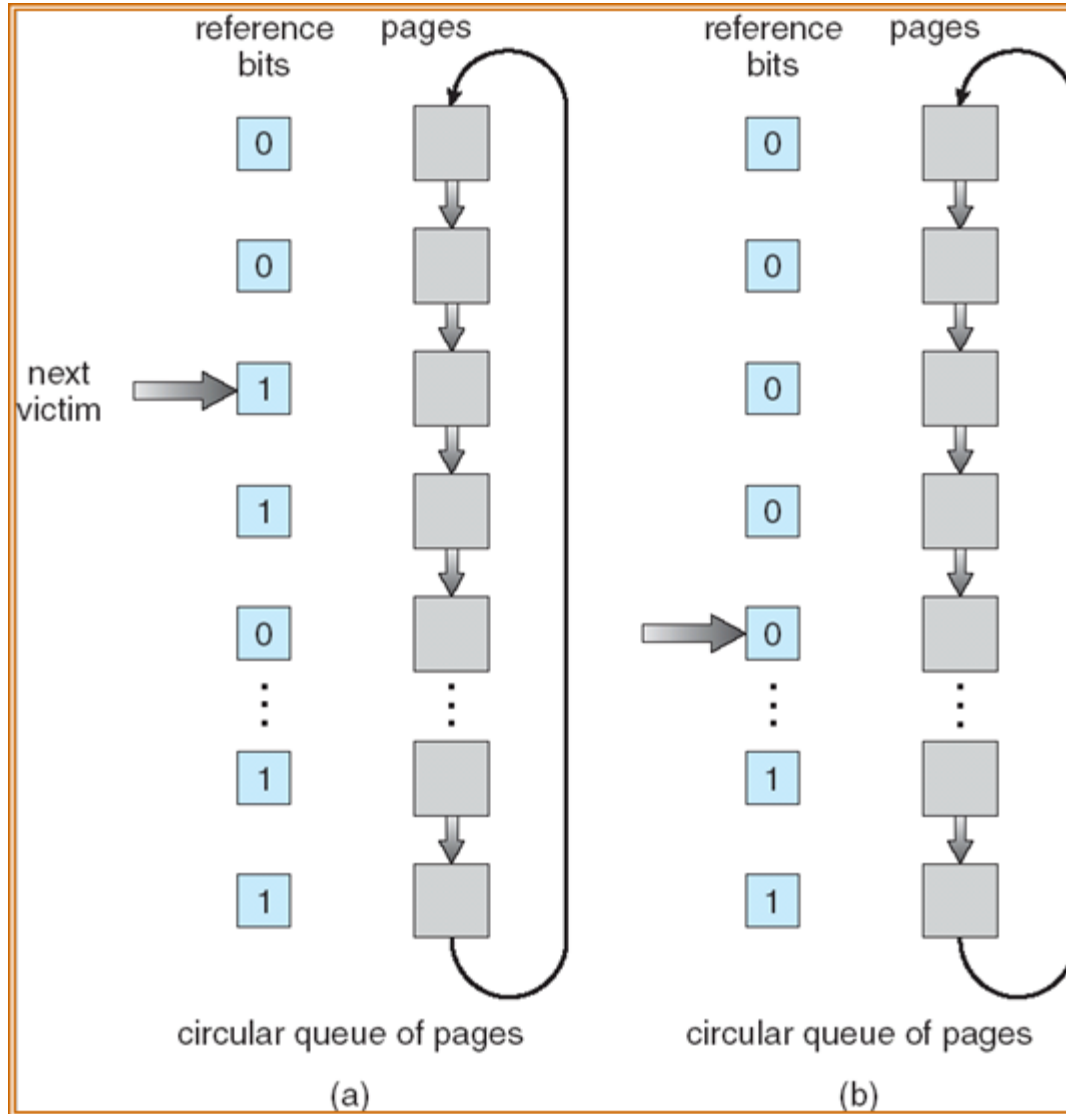 reference pages
bits
0
0
next
victim
1
1
0
1
1
circular queue of pages
(a)
reference pages
bits
0
0
0
0
0
1
1
circular queue of pages
(b)